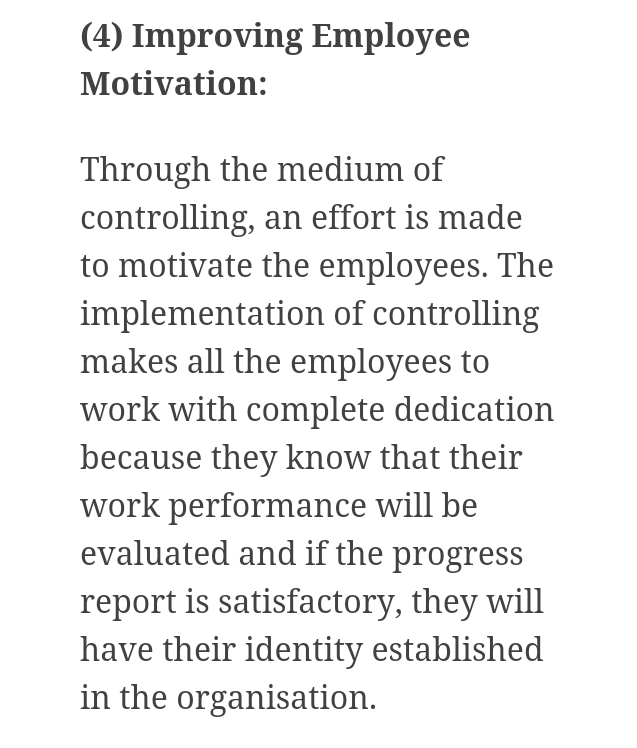 (4) Improving Employee
Motivation:
Through the medium of
controlling, an effort is made
to motivate the employees. The
implementation of controlling
makes all the employees to
work with complete dedication
because they know that their
work performance will be
evaluated and if the progress
report is satisfactory, they will
have their identity established
in the organisation.